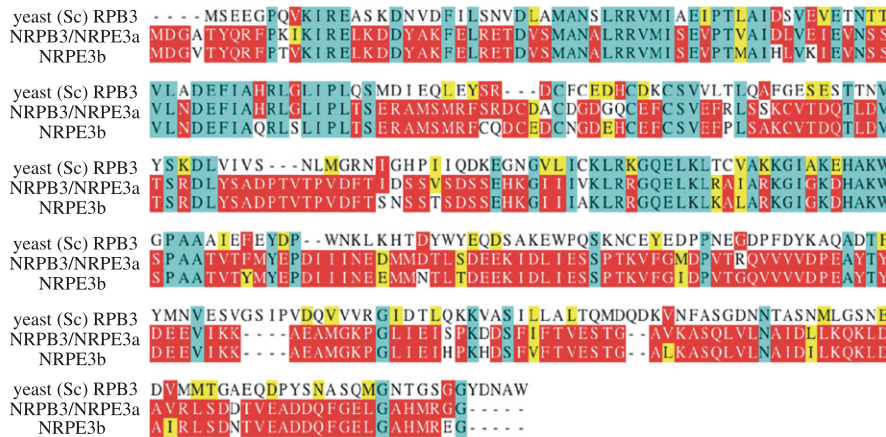 yeast (Sc) RPB3 ----MSEEGPQVKIREASKDNVDFILSNVDLAMANSLRRVMIAEIPTLAIDSVEVETNTT
NRPB3/NRPE3a MDGATYQRFPKIKIRELKDDYAKFELRETDVSMANALRRVMISEVPTVAIDLVEIEVNSS
NRPE3b MDGVTYQRFPTVKIRELKDDYAKFELRETDVSMANALRRVMISEVPTMAIHLVKIEVNSS
yeast (Sc) RPB3 VLADEFIAHRLGLIPLQSMDIEQLEYSR---DCFCEDHCDKCSVVLTLQAFGESESTTNV
NRPB3/NRPE3a VLNDEFIAHRLGLIPLTSERAMSMRFSRDCDACDGDGQCEFCSVEFRLSSKCVTDQTLDV
NRPE3b VLNDEFIAQRLSLIPLTSERAMSMRFCQDCEDCNGDEHCEFCSVEFPLSAKCVTDQTLDV
yeast (Sc) RPB3 YSKDLVIVS---NLMGRNIGHPIIQDKEGNGVLICKLRKGQELKLTCVAKKGIAKEHAKW
NRPB3/NRPE3a TSRDLYSADPTVTPVDFTIDSSVSDSSEHKGIIIVKLRRGQELKLRAIARKGIGKDHAKW
NRPE3b TSRDLYSADPTVTPVDFTSNSSTSDSSEHKGIIIAKLRRGQELKLKALARKGIGKDHAKW
yeast (Sc) RPB3 GPAAAIEFEYDP--WNKLKHTDYWYEQDSAKEWPQSKNCEYEDPPNEGDPFDYKAQADTF
NRPB3/NRPE3a SPAATVTFMYEPDIIINEDMMDTLSDEEKIDLIESSPTKVFGMDPVTRQVVVVDPEAYTY
NRPE3b SPAATVTYMYEPDIIINEEMMNTLTDEEKIDLIESSPTKVFGIDPVTGQVVVVDPEAYTY
yeast (Sc) RPB3 YMNVESVGSIPVDQVVVRGIDTLQKKVASILLALTQMDQDKVNFASGDNNTASNMLGSNE
NRPB3/NRPE3a DEEVIKK----AEAMGKPGLIEISPKDDSFIFTVESTG--AVKASQLVLNAIDLLKQKLD
NRPE3b DEEVIKK----AEAMGKPGLIEIHPKHDSFVFTVESTG--ALKASQLVLNAIDILKQKLD
yeast (Sc) RPB3 DVMMTGAEQDPYSNASQMGNTGSGGYDNAW
NRPB3/NRPE3a AVRLSDDTVEADDQFGELGAHMRGG-----
NRPE3b AIRLSDNTVEADDQFGELGAHMREG-----